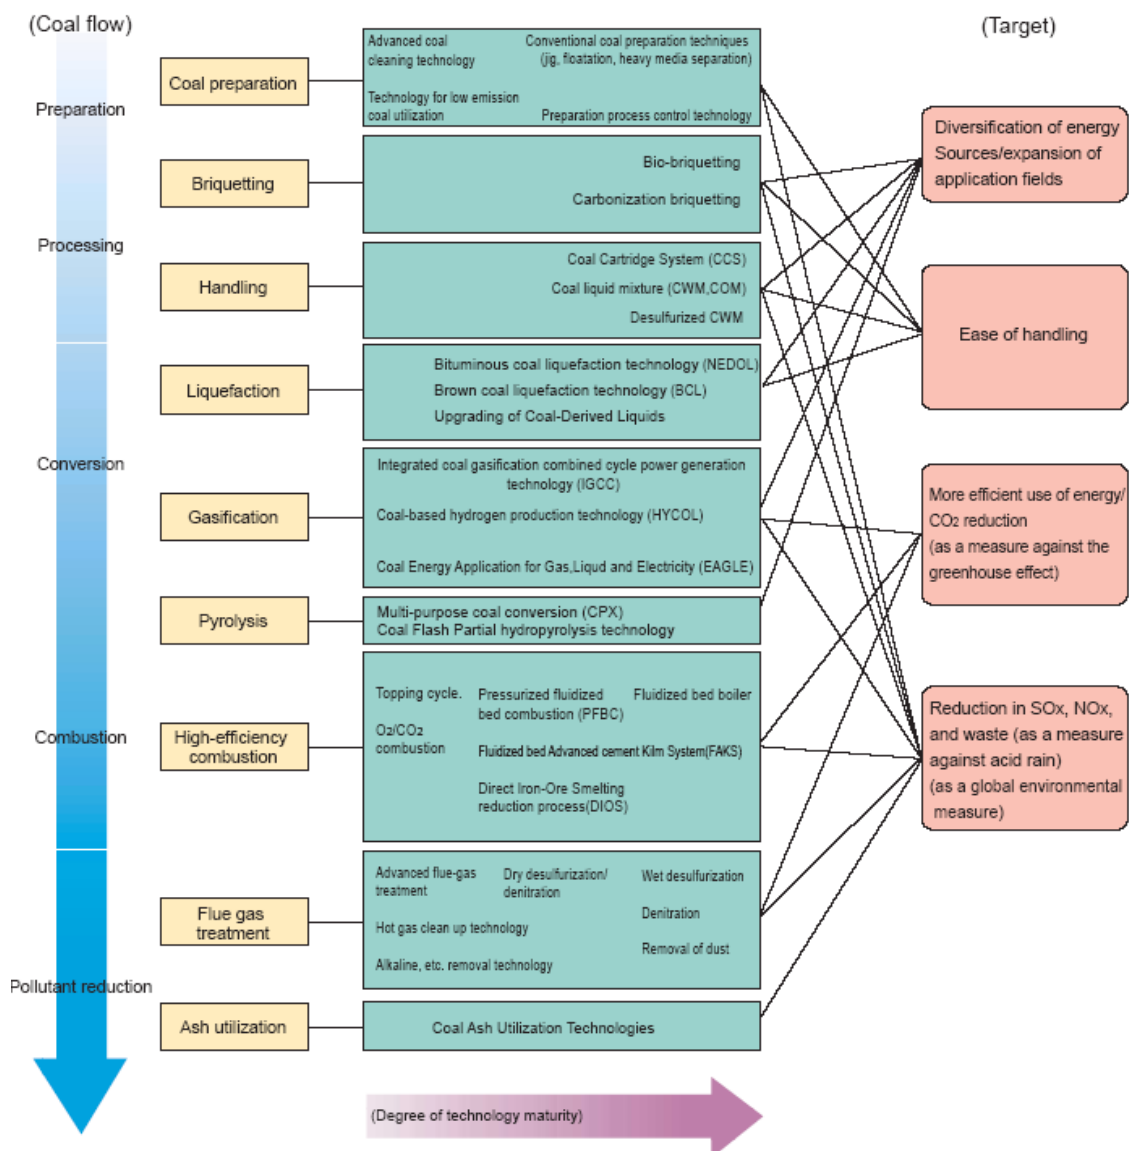 (Coal flow)
(Target)
Preparation
Processing
Conversion
Combustion
Pollutant reduction
Coal preparation
Advanced coal
cleaning technology
Conventional coal preparation techniques
(jig, floatation, heavy media separation)
Technology for low emission
coal utilization
Preparation process control technology
Briquetting
Bio-briquetting
Carbonization briquetting
Handling
Coal Cartridge System (CCS)
Coal liquid mixture (CWM,COM)
Desulfurized CWM
Liquefaction
Bituminous coal liquefaction technology (NEDOL)
Brown coal liquefaction technology (BCL)
Upgrading of Coal-Derived Liquids
Gasification
Integrated coal gasification combined cycle power generation
technology (IGCC)
Coal-based hydrogen production technology (HYCOL)
Coal Energy Application for Gas,Liqud and Electricity (EAGLE)
Pyrolysis
Multi-purpose coal conversion (CPX)
Coal Flash Partial hydropyrolysis technology
High-efficiency
combustion
Topping cycle.
O2/CO2
combustion
Pressurized fluidized
bed combustion (PFBC)
Fluidized bed boiler
Fluidized bed Advanced cement Kilm System(FAKS)
Direct Iron-Ore Smelting
reduction process(DIOS)
Flue gas
treatment
Advanced flue-gas
treatment
Dry desulfurization/
denitration
Wet desulfurization
Denitration
Hot gas clean up technology
Removal of dust
Alkaline, etc. removal technology
Ash utilization
Coal Ash Utilization Technologies
(Degree of technology maturity)
Diversification of energy
Sources/expansion of
application fields
Ease of handling
More efficient use of energy/
CO2 reduction
(as a measure against the
greenhouse effect)
Reduction in SOx, NOx,
and waste (as a measure
against acid rain)
(as a global environmental
measure)